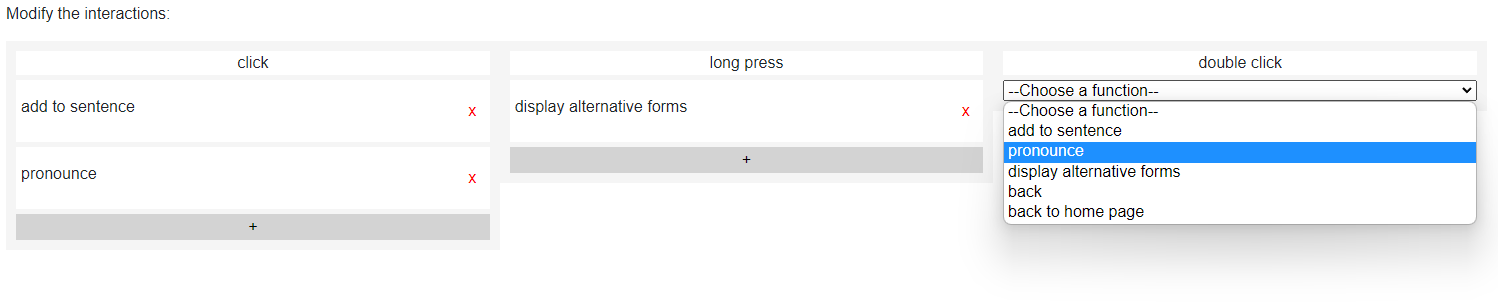 Modify the interactions:
click
add to sentence
x
pronounce
x
+
long press
display alternative forms
x
+
double click
--Choose a function--
--Choose a function--
add to sentence
pronounce
display alternative forms
back
back to home page